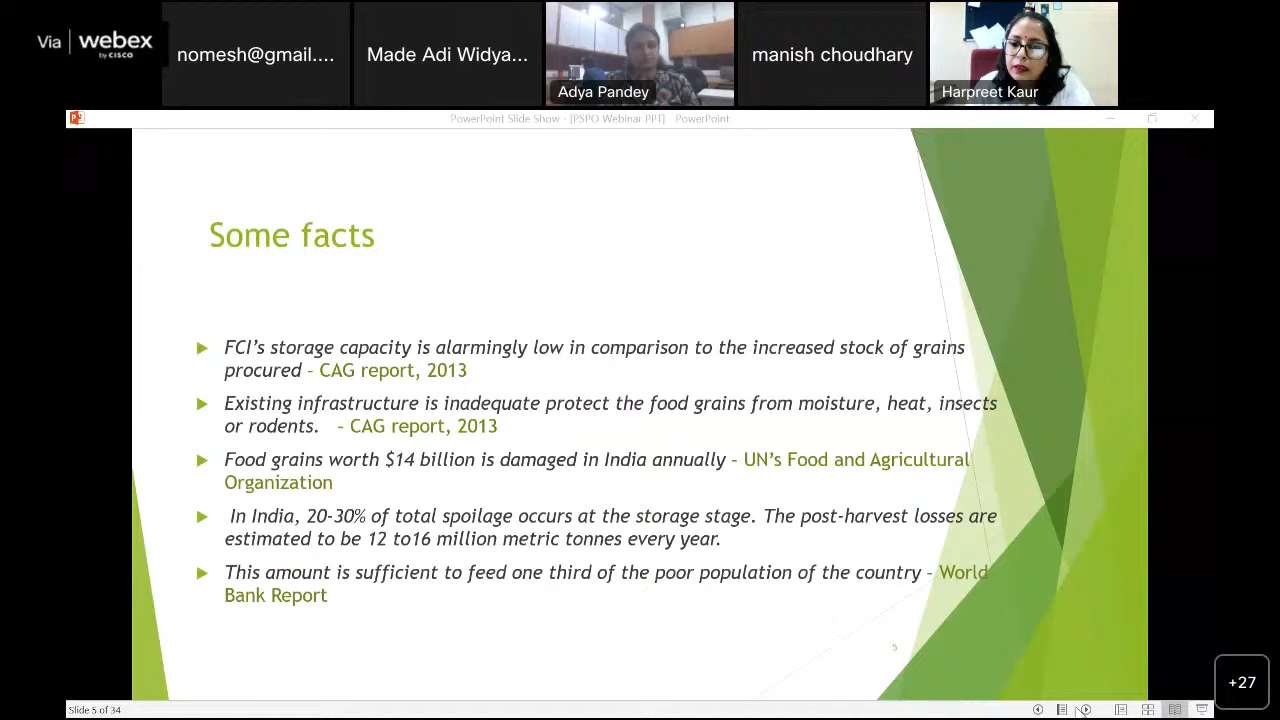 Via webex
by CISCO
nomesh@gmail....
Made Adi Widya...
Adya Pandey
manish choudhary
Harpreet Kaur
PowerPoint Slide Show - [PSPO Webinar PPT] - PowerPoint
Some facts
FCI's storage capacity is alarmingly low in comparison to the increased stock of grains
procured – CAG report, 2013
Existing infrastructure is inadequate protect the food grains from moisture, heat, insects
or rodents. – CAG report, 2013
Food grains worth $14 billion is damaged in India annually – UN's Food and Agricultural
Organization
In India, 20-30% of total spoilage occurs at the storage stage. The post-harvest losses are
estimated to be 12 to16 million metric tonnes every year.
This amount is sufficient to feed one third of the poor population of the country – World
Bank Report
5
+27
Slide 5 of 34